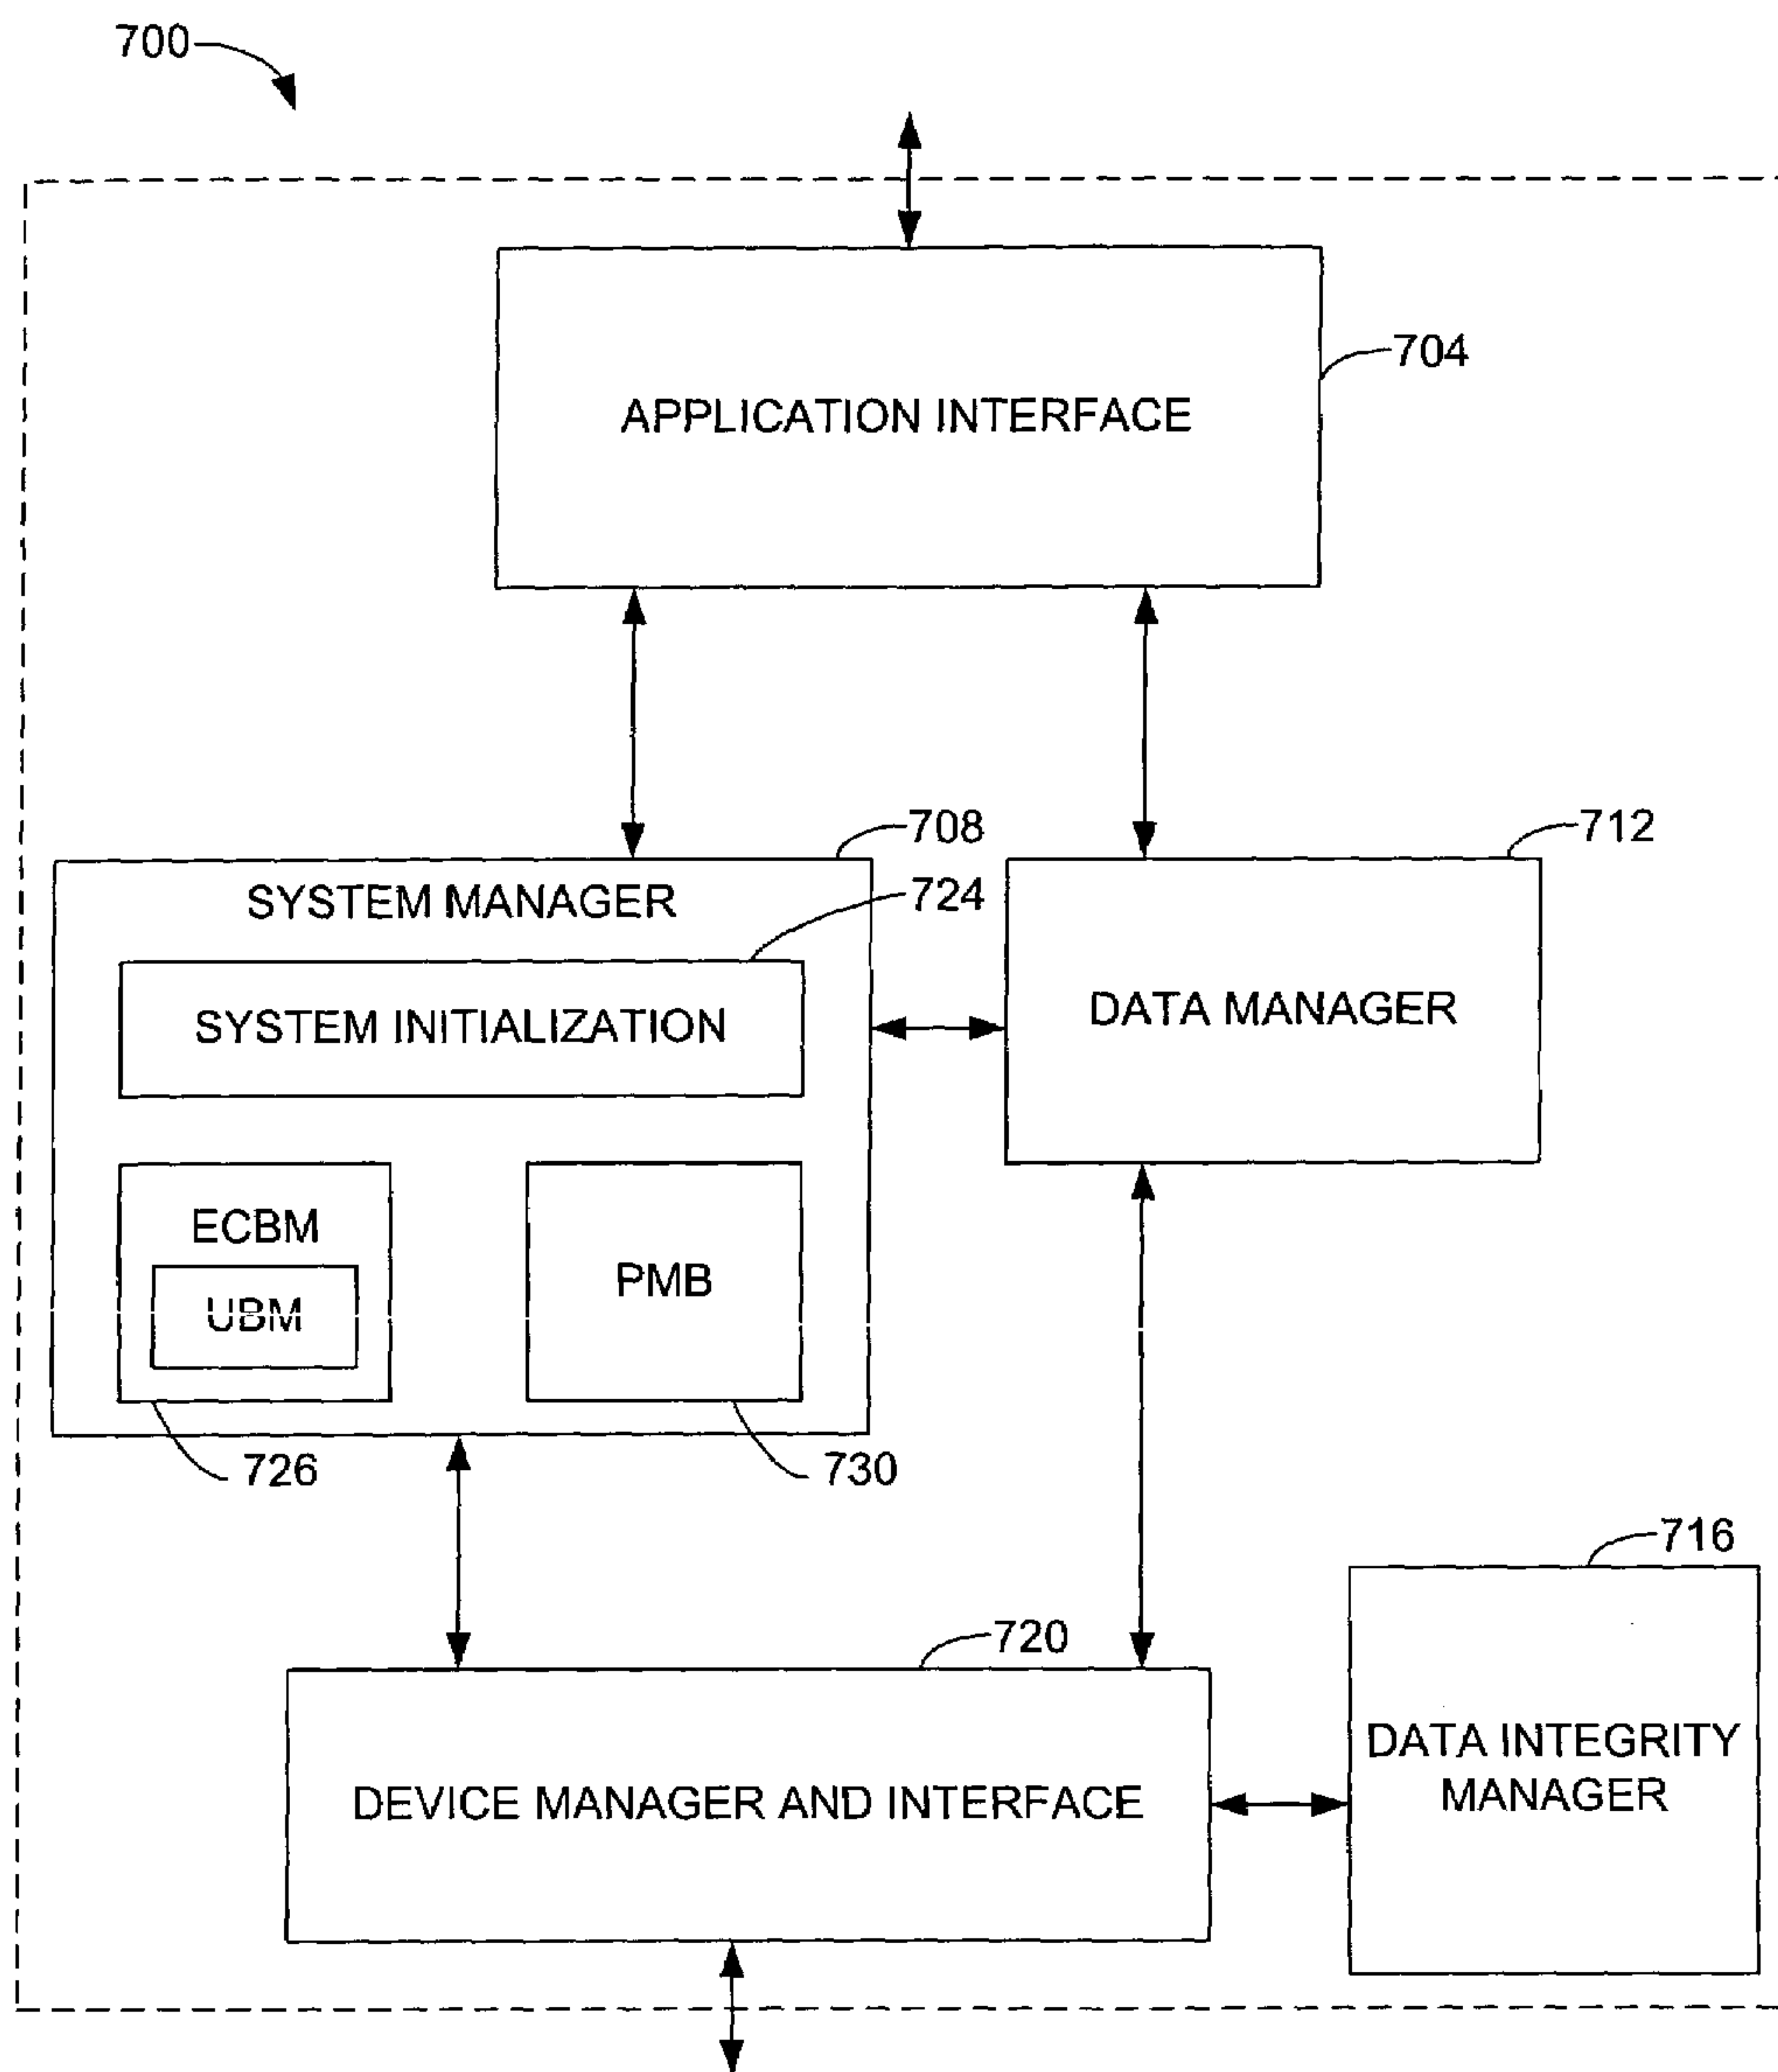 700
704
APPLICATION INTERFACE
708
712
SYSTEM MANAGER
724
SYSTEM INITIALIZATION
DATA MANAGER
ECBM
UBM
PMB
726
730
716
720
DATA INTEGRITY
MANAGER
DEVICE MANAGER AND INTERFACE